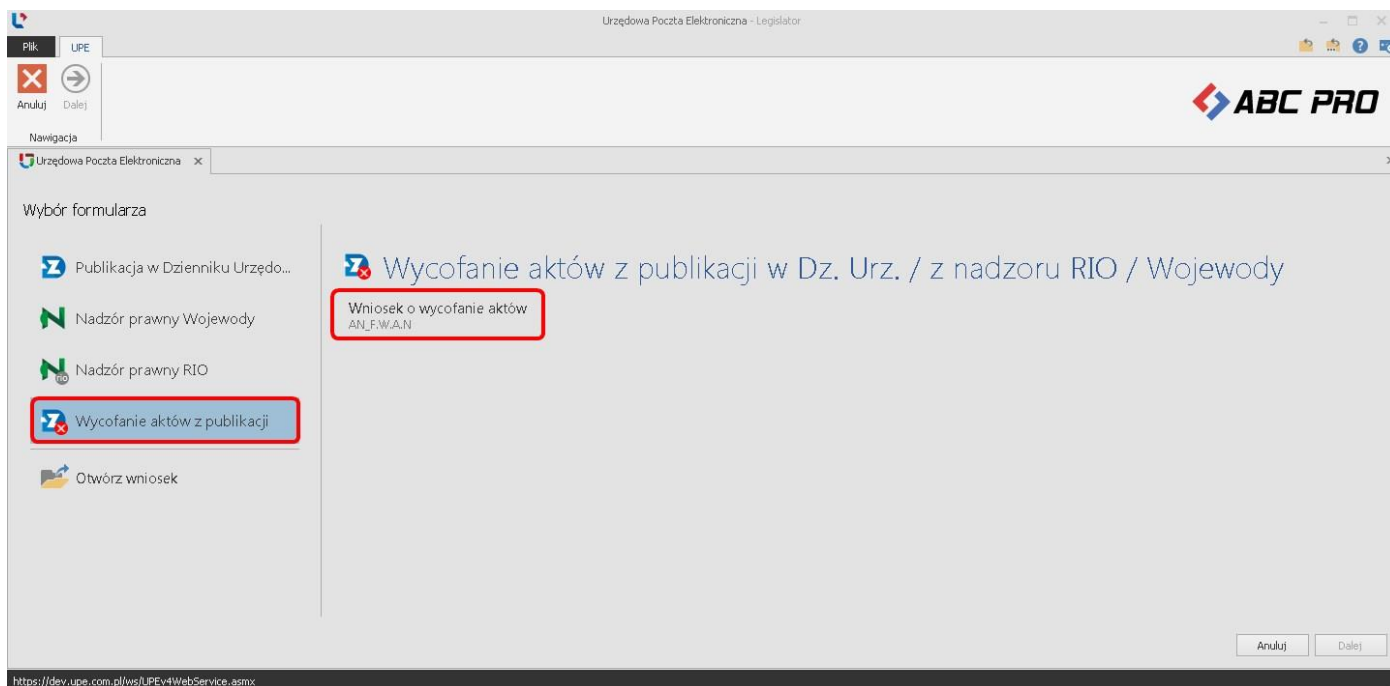 Urzędowa Poczta Elektroniczna - Legislator
Plik UPE
Anuluj Dalej
Nawigacja
ABC PRO
Urzędowa Poczta Elektroniczna
Wybór formularza
Publikacja w Dzienniku Urzędo...
Nadzór prawny Wojewody
Nadzór prawny RIO
Wycofanie aktów z publikacji
Otwórz wniosek
Wycofanie aktów z publikacji w Dz. Urz. / z nadzoru RIO / Wojewody
Wniosek o wycofanie aktów
AN_F.W.A.N
Anuluj Dalej
https://dev.upe.com.pl/ws/UPEv4WebService.asmx